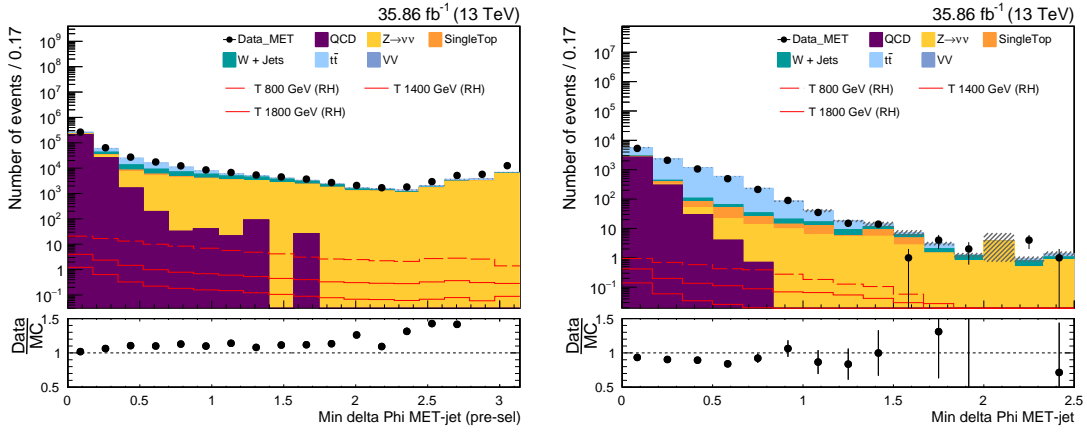 35.86 fb⁻¹ (13 TeV)
Number of events / 0.17
10⁹
10⁸
10⁷
10⁶
10⁵
10⁴
10³
10²
10
1
10⁻¹
Data_MET QCD Z→νν SingleTop
W + Jets tt̄ VV
T 800 GeV (RH) T 1400 GeV (RH)
T 1800 GeV (RH)
Data
MC
1.5
1
0.5
0 0.5 1 1.5 2 2.5 3
Min delta Phi MET-jet (pre-sel)
35.86 fb⁻¹ (13 TeV)
Number of events / 0.17
10⁷
10⁶
10⁵
10⁴
10³
10²
10
1
10⁻¹
Data_MET QCD Z→νν SingleTop
W + Jets tt̄ VV
T 800 GeV (RH) T 1400 GeV (RH)
T 1800 GeV (RH)
Data
MC
1.5
1
0.5
0 0.5 1 1.5 2 2.5
Min delta Phi MET-jet